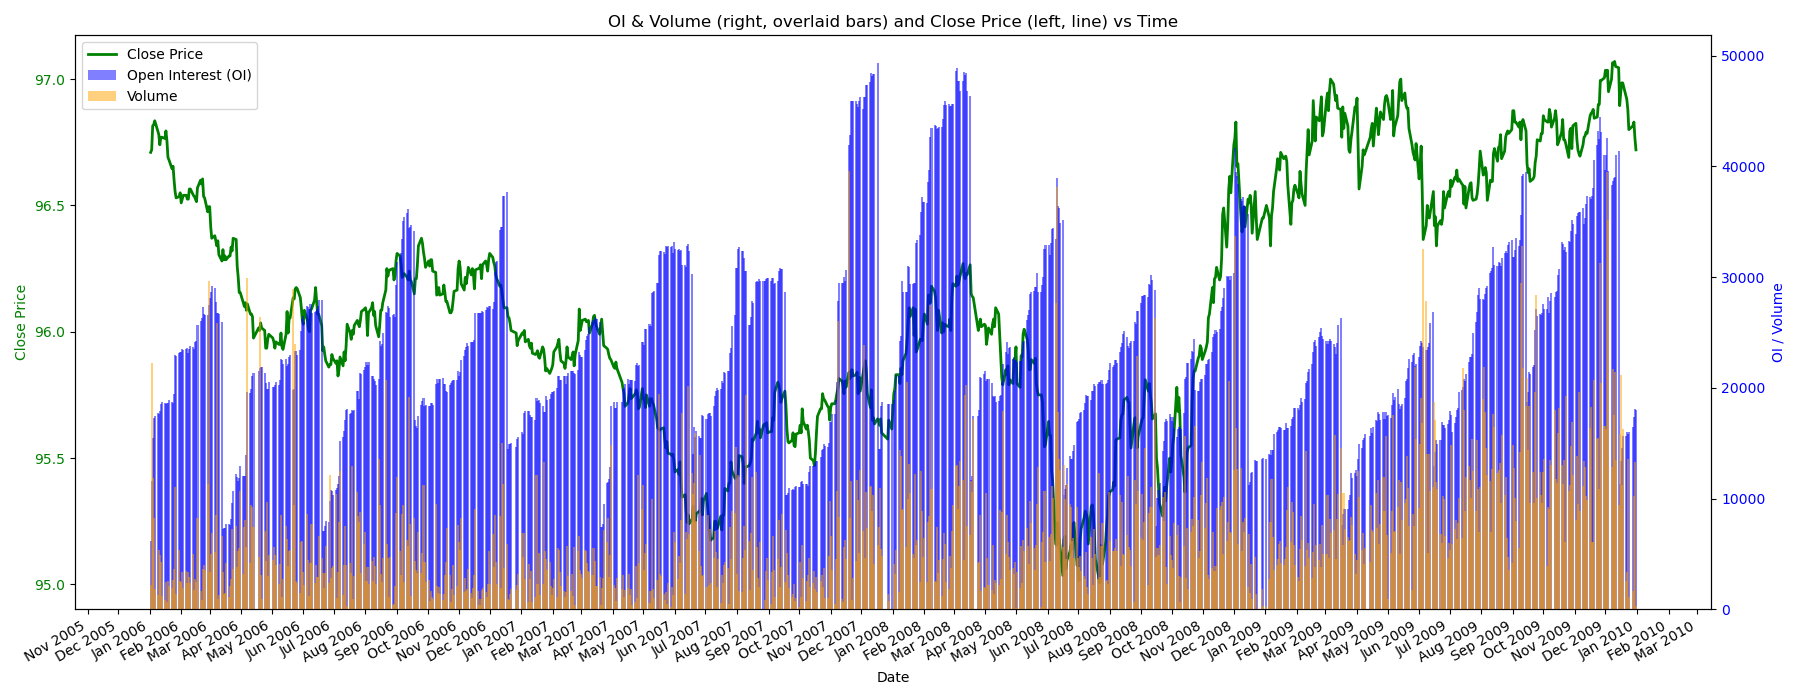 OI & Volume (right, overlaid bars) and Close Price (left, line) vs Time
Close Price
Open Interest (OI)
Volume
97.0
96.5
96.0
95.5
95.0
Close Price
50000
40000
30000
20000
10000
0
OI / Volume
Nov 2005
Dec 2005
Jan 2006
Feb 2006
Mar 2006
Apr 2006
May 2006
Jun 2006
Jul 2006
Aug 2006
Sep 2006
Oct 2006
Nov 2006
Dec 2006
Jan 2007
Feb 2007
Mar 2007
Apr 2007
May 2007
Jun 2007
Jul 2007
Aug 2007
Sep 2007
Oct 2007
Nov 2007
Dec 2007
Jan 2008
Feb 2008
Mar 2008
Apr 2008
May 2008
Jun 2008
Jul 2008
Aug 2008
Sep 2008
Oct 2008
Nov 2008
Dec 2008
Jan 2009
Feb 2009
Mar 2009
Apr 2009
May 2009
Jun 2009
Jul 2009
Aug 2009
Sep 2009
Oct 2009
Nov 2009
Dec 2009
Jan 2010
Feb 2010
Mar 2010
Date